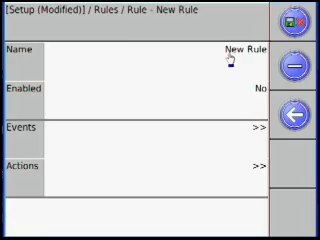 [Setup (Modified)] / Rules / Rule - New Rule
Name New Rule
Enabled No
Events >>
Actions >>